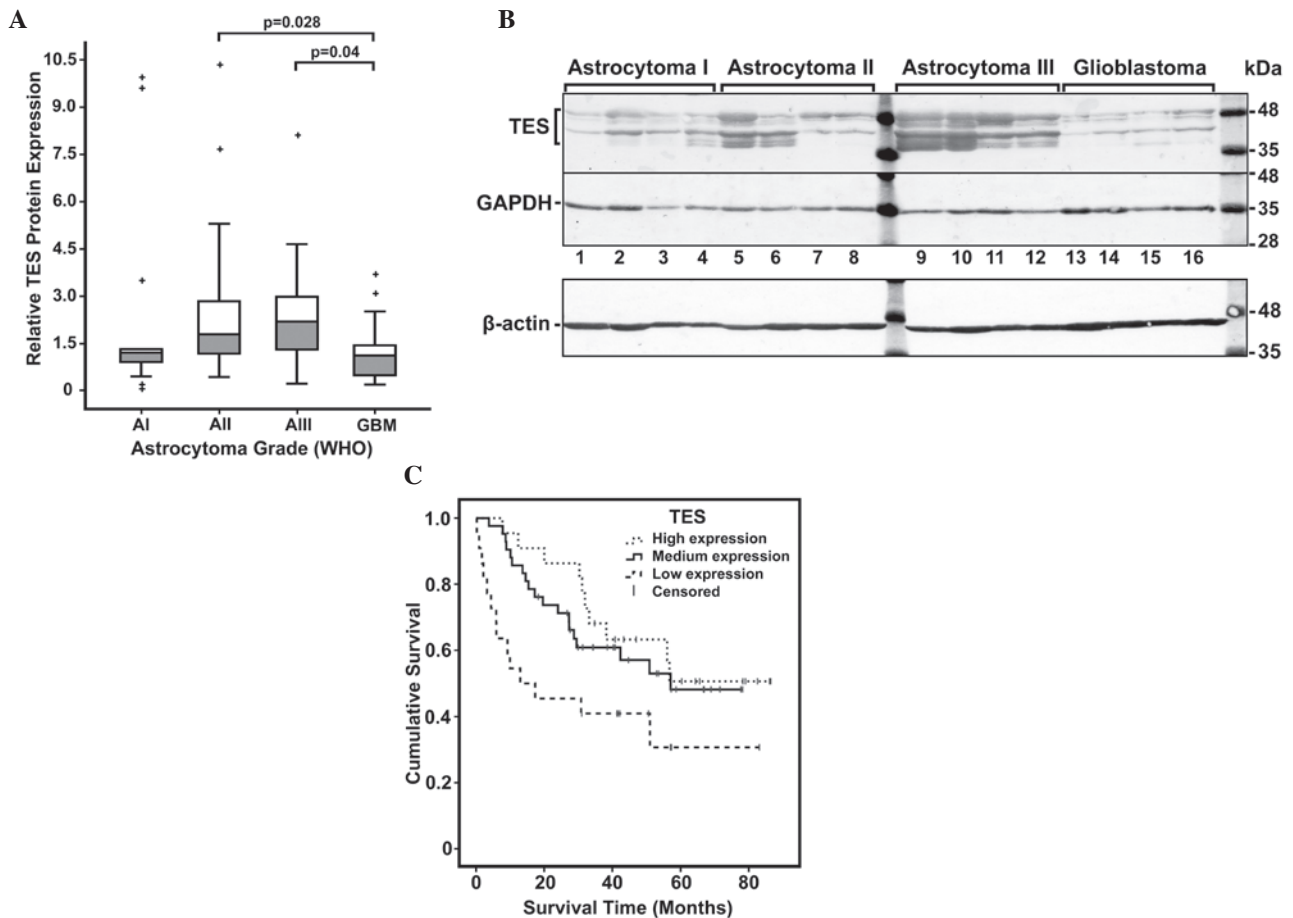 A
p=0.028
p=0.04
Relative TES Protein Expression
10.5
9.0
7.5
6.0
4.5
3.0
1.5
0
AI AII AIII GBM
Astrocytoma Grade (WHO)
B
Astrocytoma I Astrocytoma II Astrocytoma III Glioblastoma kDa
TES
48
35
48
GAPDH
35
28
1 2 3 4 5 6 7 8 9 10 11 12 13 14 15 16
β-actin
48
35
C
TES
High expression
Medium expression
Low expression
Censored
Cumulative Survival
1.0
0.8
0.6
0.4
0.2
0
0 20 40 60 80
Survival Time (Months)